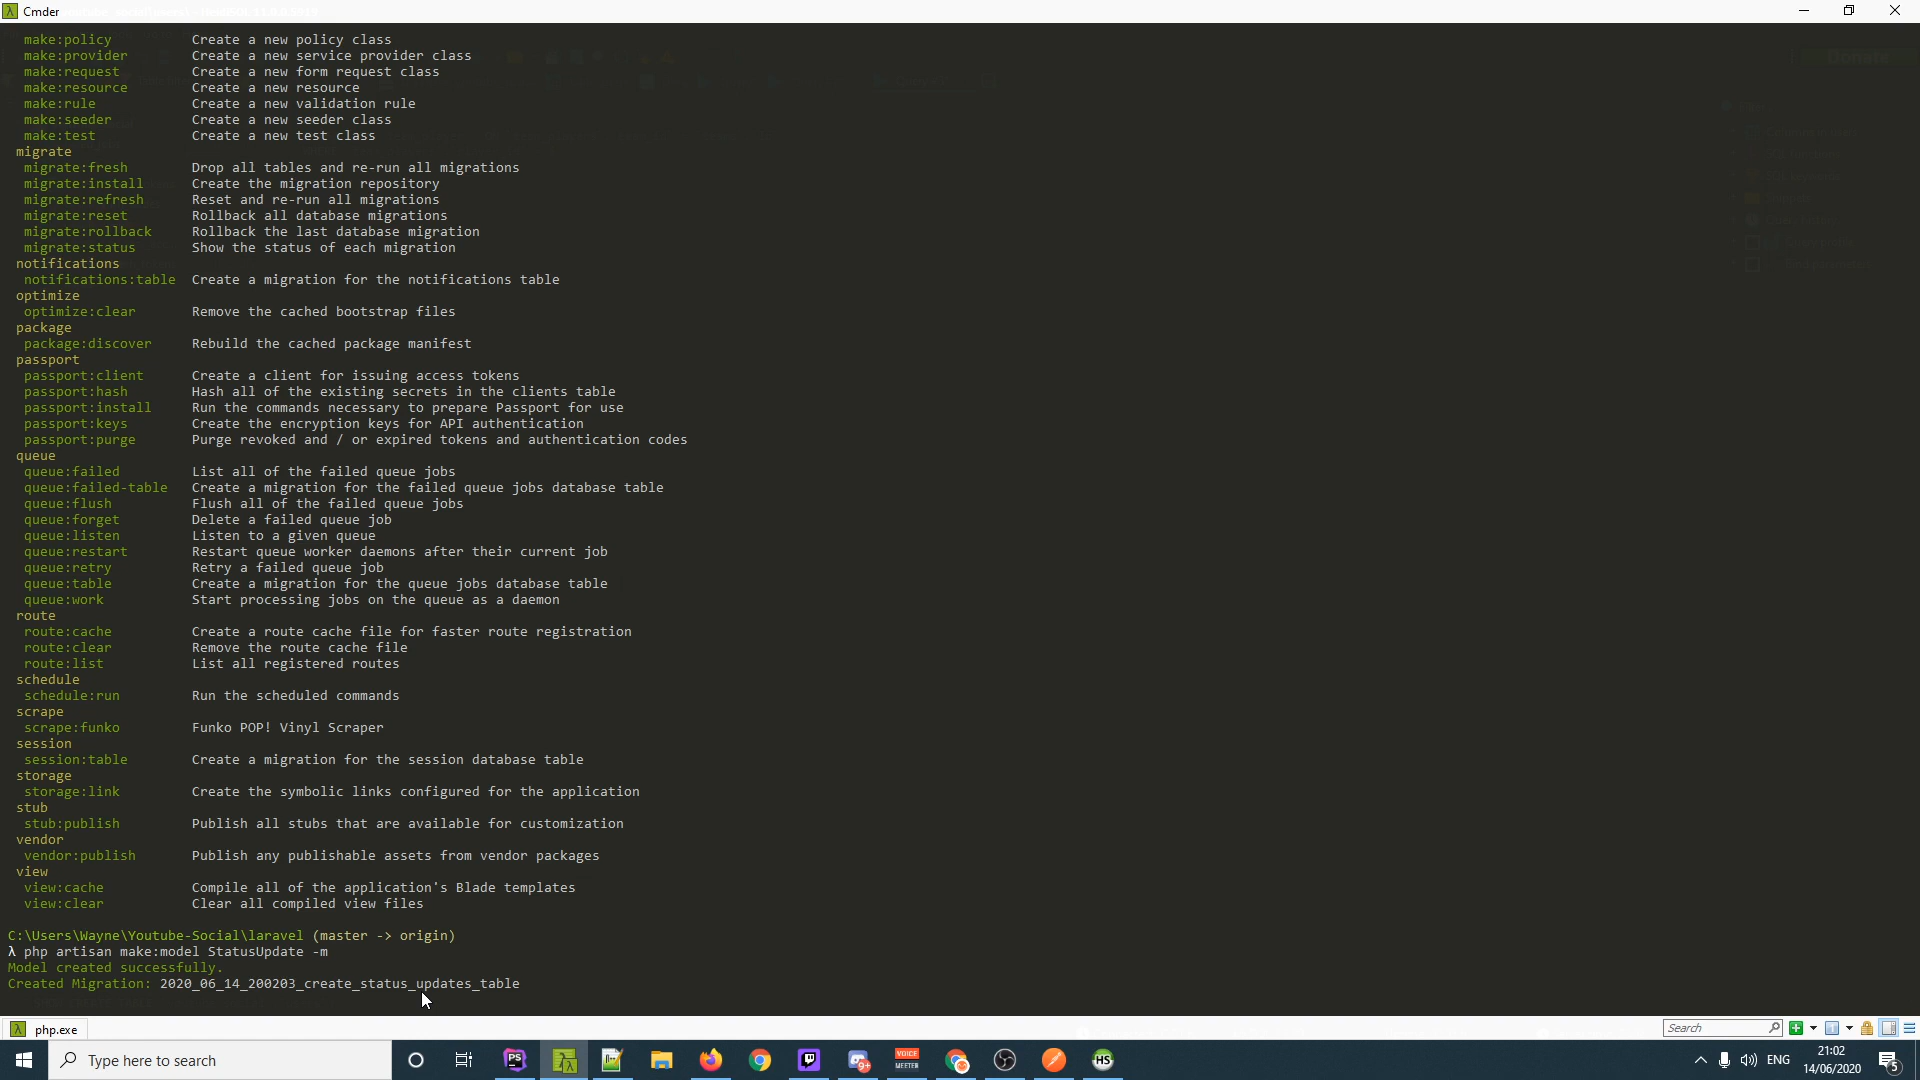 Cmder
make:policy Create a new policy class
make:provider Create a new service provider class
make:request Create a new form request class
make:resource Create a new resource
make:rule Create a new validation rule
make:seeder Create a new seeder class
make:test Create a new test class
migrate
migrate:fresh Drop all tables and re-run all migrations
migrate:install Create the migration repository
migrate:refresh Reset and re-run all migrations
migrate:reset Rollback all database migrations
migrate:rollback Rollback the last database migration
migrate:status Show the status of each migration
notifications
notifications:table Create a migration for the notifications table
optimize
optimize:clear Remove the cached bootstrap files
package
package:discover Rebuild the cached package manifest
passport
passport:client Create a client for issuing access tokens
passport:hash Hash all of the existing secrets in the clients table
passport:install Run the commands necessary to prepare Passport for use
passport:keys Create the encryption keys for API authentication
passport:purge Purge revoked and / or expired tokens and authentication codes
queue
queue:failed List all of the failed queue jobs
queue:failed-table Create a migration for the failed queue jobs database table
queue:flush Flush all of the failed queue jobs
queue:forget Delete a failed queue job
queue:listen Listen to a given queue
queue:restart Restart queue worker daemons after their current job
queue:retry Retry a failed queue job
queue:table Create a migration for the queue jobs database table
queue:work Start processing jobs on the queue as a daemon
route
route:cache Create a route cache file for faster route registration
route:clear Remove the route cache file
route:list List all registered routes
schedule
schedule:run Run the scheduled commands
scrape
scrape:funko Funko POP! Vinyl Scraper
session
session:table Create a migration for the session database table
storage
storage:link Create the symbolic links configured for the application
stub
stub:publish Publish all stubs that are available for customization
vendor
vendor:publish Publish any publishable assets from vendor packages
view
view:cache Compile all of the application's Blade templates
view:clear Clear all compiled view files
C:\Users\Wayne\Youtube-Social\laravel (master -> origin)
λ php artisan make:model StatusUpdate -m
Model created successfully.
Created Migration: 2020_06_14_200203_create_status_updates_table
php.exe
Search
Type here to search
PS
VOICE
MEETER
HS
ENG
21:02
14/06/2020
5